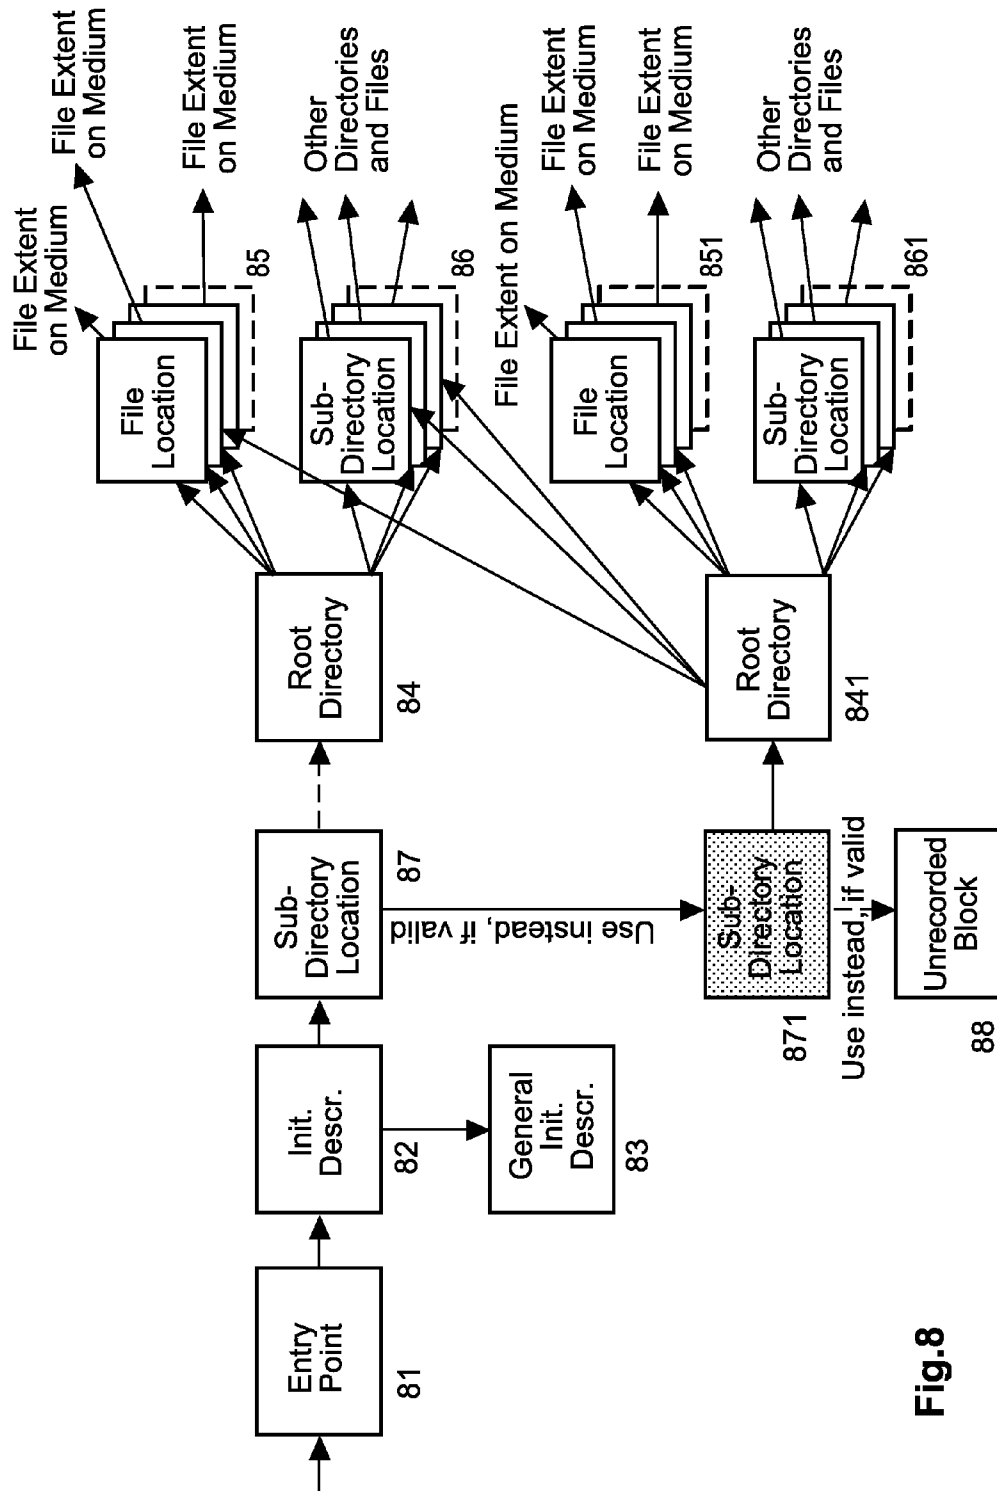 Entry
Point
81
Init.
Descr.
82
General
Init.
Descr.
83
Sub-
Directory
Location
87
Use instead, if valid
Sub-
Directory
Location
871
Use instead, if valid
Unrecorded
Block
88
Root
Directory
84
Root
Directory
841
File
Location
85
File Extent
on Medium
File Extent
on Medium
File Extent
on Medium
Sub-
Directory
Location
86
Other
Directories
and Files
File
Location
851
File Extent on Medium
File Extent
on Medium
File Extent
on Medium
Sub-
Directory
Location
861
Other
Directories
and Files
Fig.8